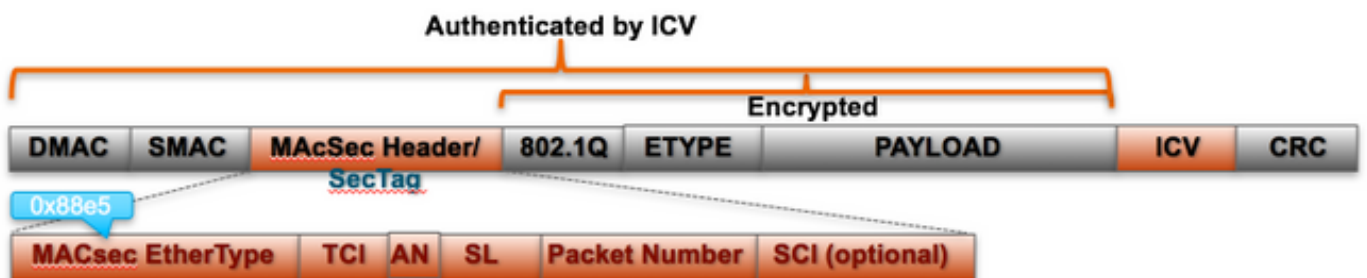 Authenticated by ICV
Encrypted
DMAC SMAC MAcSec Header/ 802.1Q ETYPE PAYLOAD ICV CRC
SecTag
0x88e5
MACsec EtherType TCI AN SL Packet Number SCI (optional)